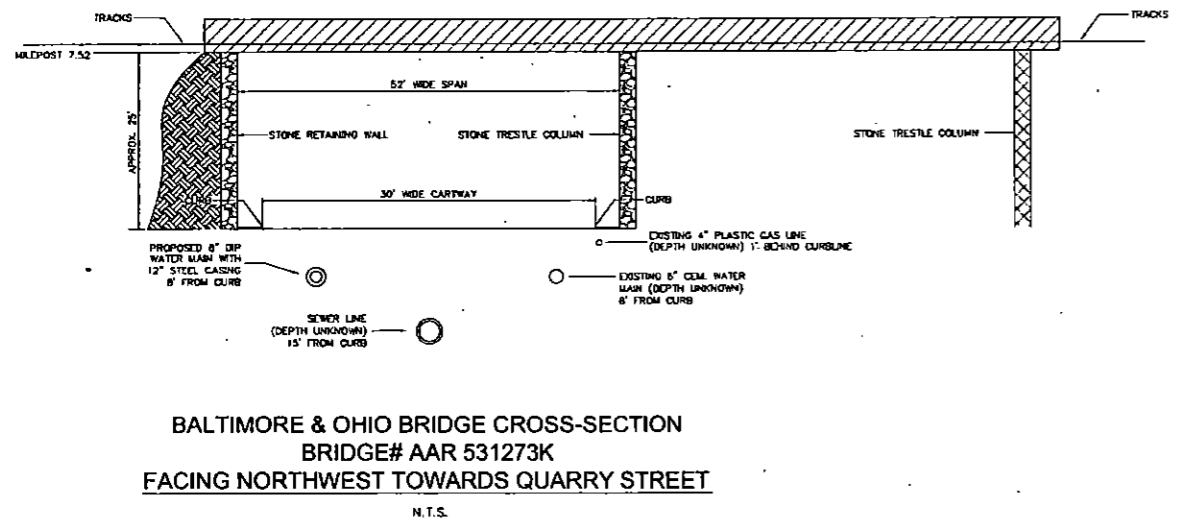 TRACKS
TRACKS
MILEPOST 7.52
52' WIDE SPAN
APPROX. 25'
STONE RETAINING WALL
STONE TRESTLE COLUMN
STONE TRESTLE COLUMN
30' WIDE CARTWAY
CURB
CURB
PROPOSED 8" DIP
WATER MAIN WITH
12" STEEL CASING
8' FROM CURB
EXISTING 4" PLASTIC GAS LINE
(DEPTH UNKNOWN) 1' BEHIND CURBLINE
EXISTING 6" CEM. WATER
MAIN (DEPTH UNKNOWN)
8' FROM CURB
SEWER LINE
(DEPTH UNKNOWN)
15' FROM CURB
BALTIMORE & OHIO BRIDGE CROSS-SECTION
BRIDGE# AAR 531273K
FACING NORTHWEST TOWARDS QUARRY STREET
N.T.S.